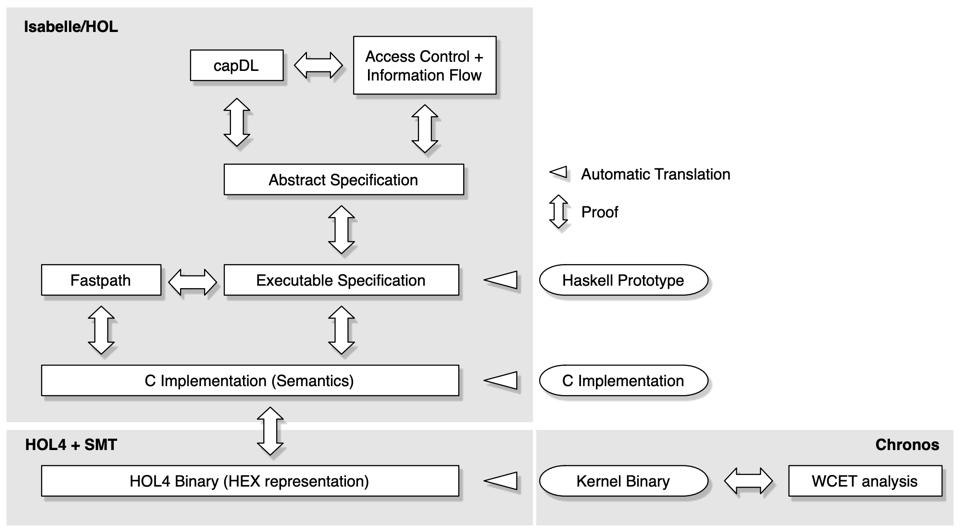 Isabelle/HOL
capDL
Access Control +
Information Flow
Abstract Specification
Automatic Translation
Proof
Fastpath
Executable Specification
Haskell Prototype
C Implementation (Semantics)
C Implementation
HOL4 + SMT
Chronos
HOL4 Binary (HEX representation)
Kernel Binary
WCET analysis